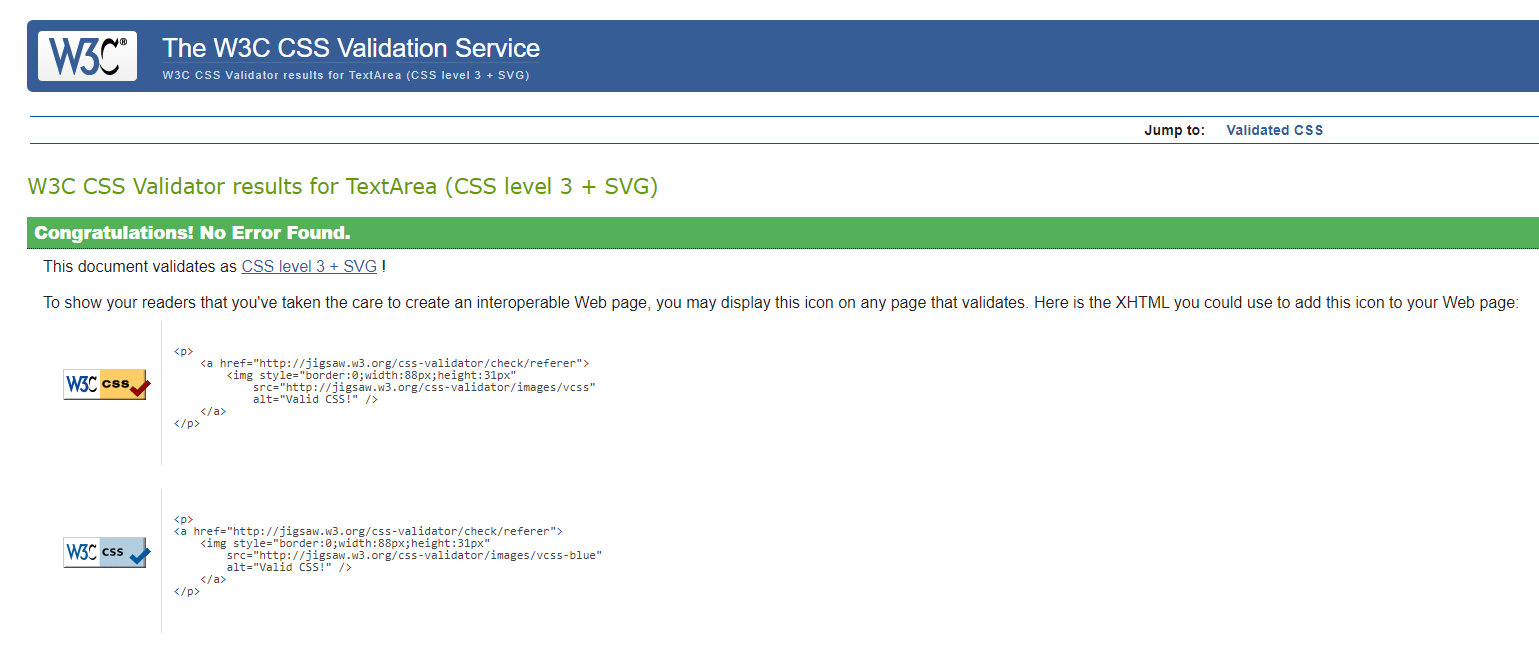 W3C®
The W3C CSS Validation Service
W3C CSS Validator results for TextArea (CSS level 3 + SVG)
Jump to: Validated CSS
W3C CSS Validator results for TextArea (CSS level 3 + SVG)
Congratulations! No Error Found.
This document validates as CSS level 3 + SVG !
To show your readers that you've taken the care to create an interoperable Web page, you may display this icon on any page that validates. Here is the XHTML you could use to add this icon to your Web page:
W3C css
<p>
    <a href="http://jigsaw.w3.org/css-validator/check/referer">
        <img style="border:0;width:88px;height:31px"
            src="http://jigsaw.w3.org/css-validator/images/vcss"
            alt="Valid CSS!" />
    </a>
</p>
W3C css
<p>
<a href="http://jigsaw.w3.org/css-validator/check/referer">
    <img style="border:0;width:88px;height:31px"
        src="http://jigsaw.w3.org/css-validator/images/vcss-blue"
        alt="Valid CSS!" />
    </a>
</p>